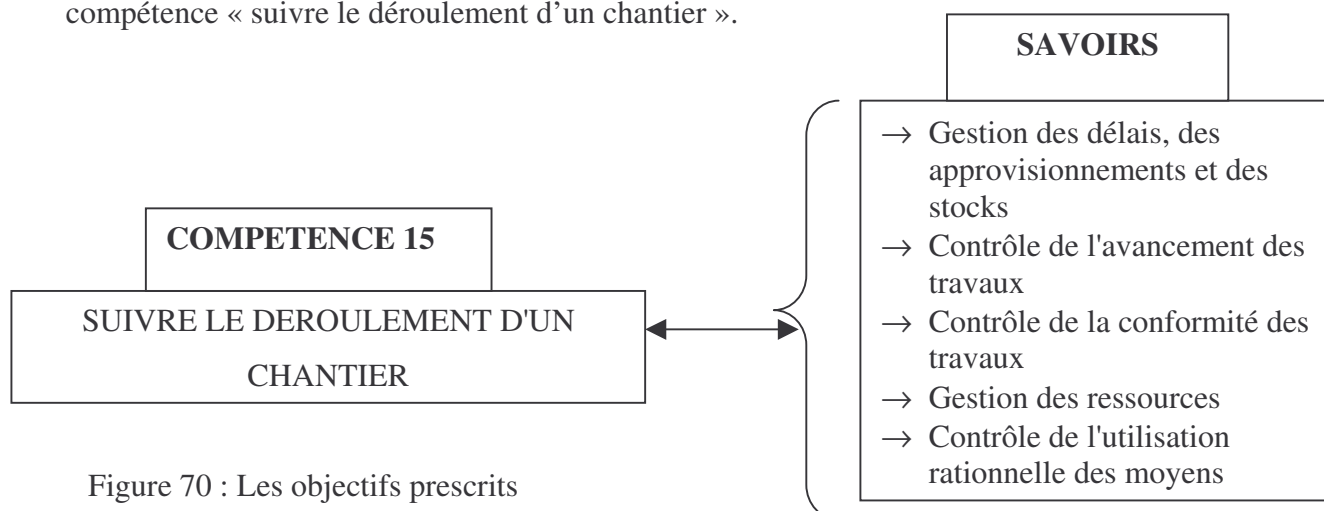 compétence « suivre le déroulement d'un chantier ».
SAVOIRS
→ Gestion des délais, des
approvisionnements et des
stocks
→ Contrôle de l'avancement des
travaux
→ Contrôle de la conformité des
travaux
→ Gestion des ressources
→ Contrôle de l'utilisation
rationnelle des moyens
COMPETENCE 15
SUIVRE LE DEROULEMENT D'UN
CHANTIER
Figure 70 : Les objectifs prescrits